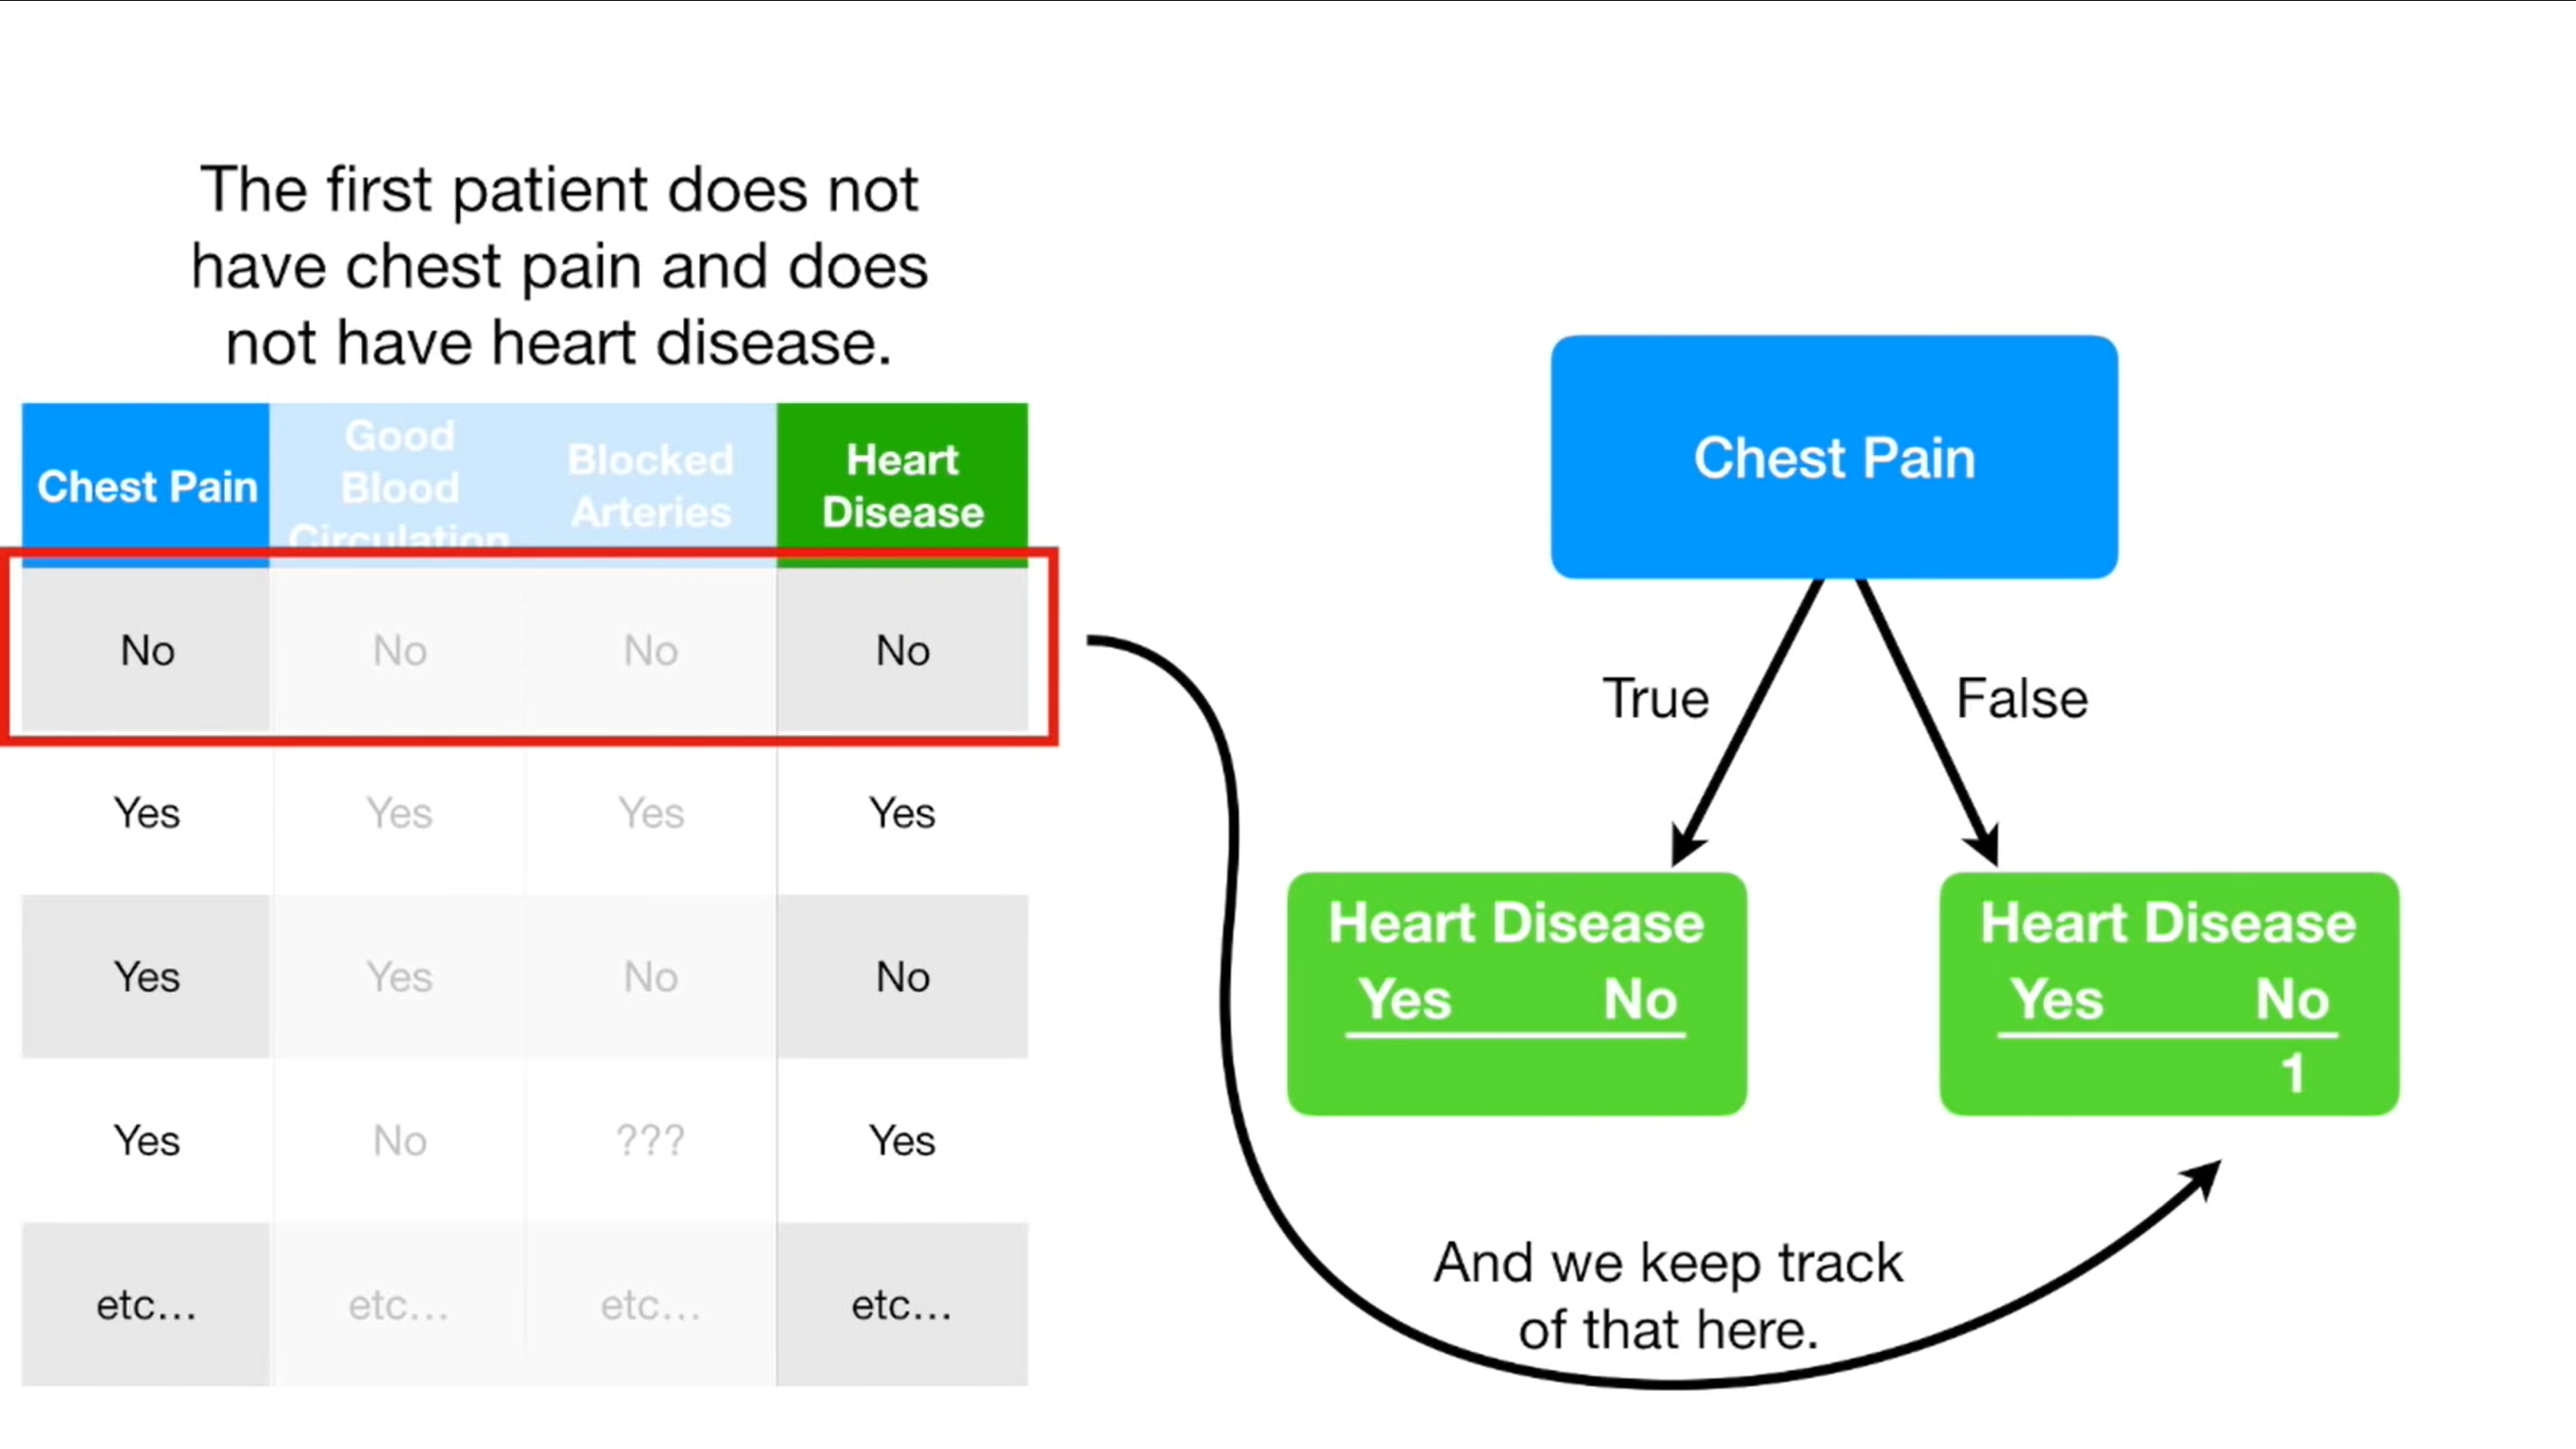 The first patient does not
have chest pain and does
not have heart disease.
Chest Pain
Good
Blood
Circulation
Blocked
Arteries
Heart
Disease
No No No No
Yes Yes Yes Yes
Yes Yes No No
Yes No ??? Yes
etc... etc... etc... etc...
Chest Pain
True False
Heart Disease
Yes No
Heart Disease
Yes No
1
And we keep track
of that here.